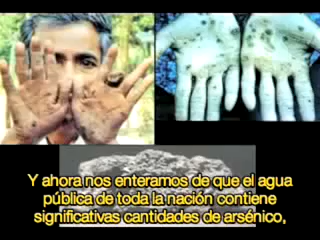 Y ahora nos enteramos de que el agua
pública de toda la nación contiene
significativas cantidades de arsénico,